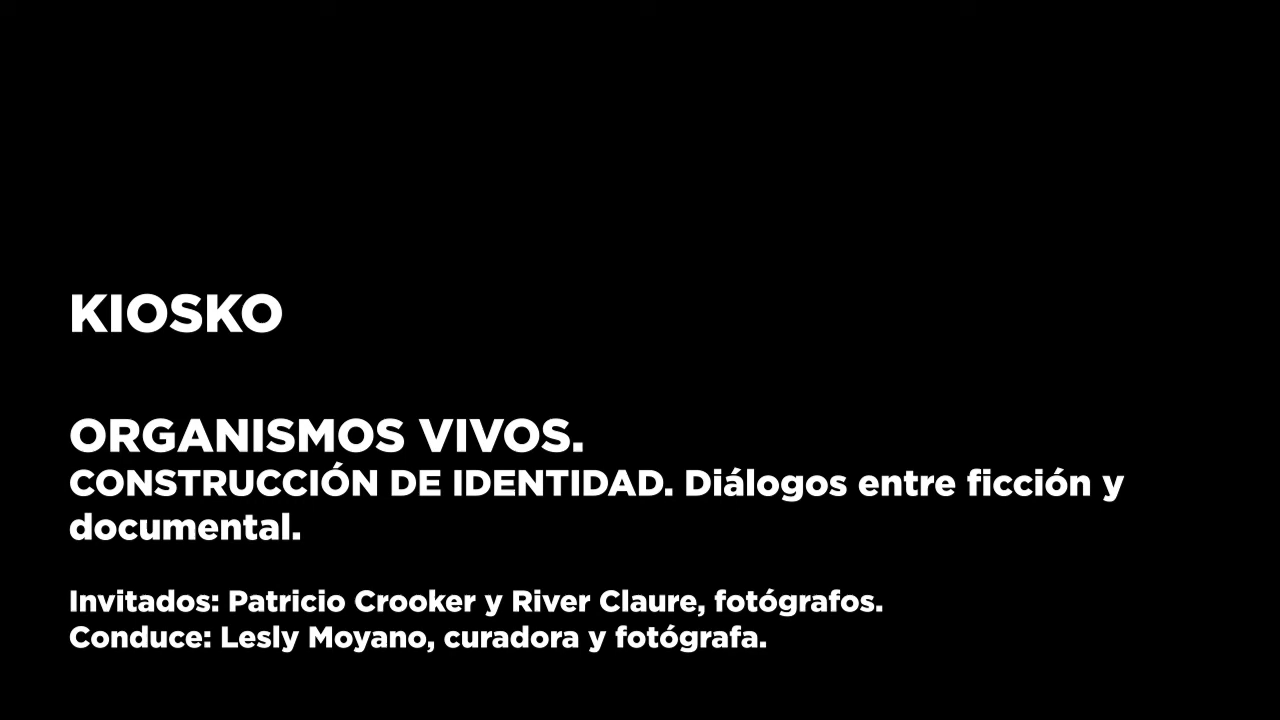 KIOSKO
ORGANISMOS VIVOS.
CONSTRUCCIÓN DE IDENTIDAD. Diálogos entre ficción y
documental.
Invitados: Patricio Crooker y River Claure, fotógrafos.
Conduce: Lesly Moyano, curadora y fotógrafa.